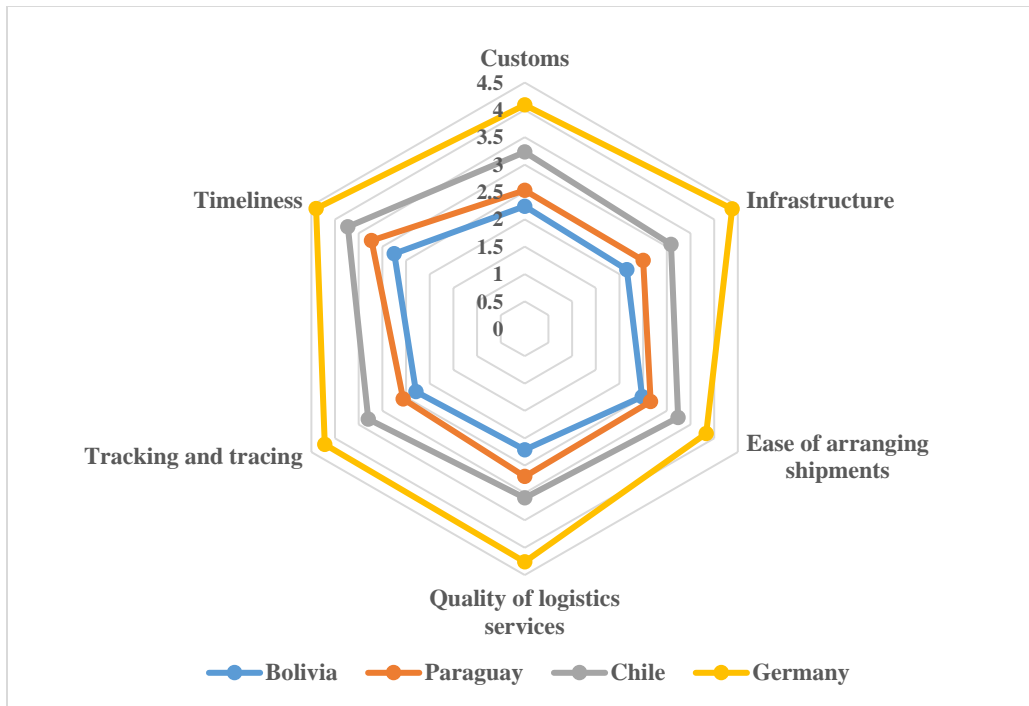 Customs
4.5
4
3.5
3
2.5
2
1.5
1
0.5
0
Timeliness
Infrastructure
Tracking and tracing
Ease of arranging
shipments
Quality of logistics
services
Bolivia Paraguay Chile Germany